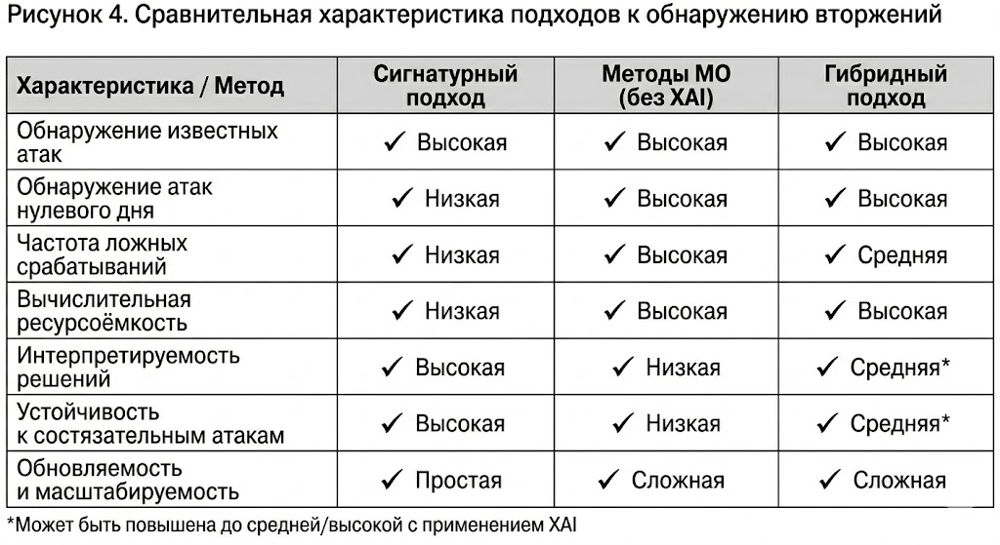 Рисунок 4. Сравнительная характеристика подходов к обнаружению вторжений
Характеристика / Метод
Сигнатурный
подход
Методы МО
(без XAI)
Гибридный
подход
Обнаружение известных
атак
✓ Высокая
✓ Высокая
✓ Высокая
Обнаружение атак
нулевого дня
✓ Низкая
✓ Высокая
✓ Высокая
Частота ложных
срабатываний
✓ Низкая
✓ Высокая
✓ Средняя
Вычислительная
ресурсоёмкость
✓ Низкая
✓ Высокая
✓ Высокая
Интерпретируемость
решений
✓ Высокая
✓ Низкая
✓ Средняя*
Устойчивость
к состязательным атакам
✓ Высокая
✓ Низкая
✓ Средняя*
Обновляемость
и масштабируемость
✓ Простая
✓ Сложная
✓ Сложная
*Может быть повышена до средней/высокой с применением XAI